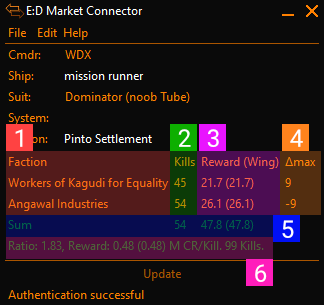 E:D Market Connector
File Edit Help
Cmdr: WDX
Ship: mission runner
Suit: Dominator (noob Tube)
System:
on: Pinto Settlement
1 2 3 4
Faction Kills Reward (Wing) Δmax
Workers of Kagudi for Equality 45 21.7 (21.7) 9
Angawal Industries 54 26.1 (26.1) -9
Sum 54 47.8 (47.8) 5
Ratio: 1.83, Reward: 0.48 (0.48) M CR/Kill. 99 Kills.
6
Update
Authentication successful